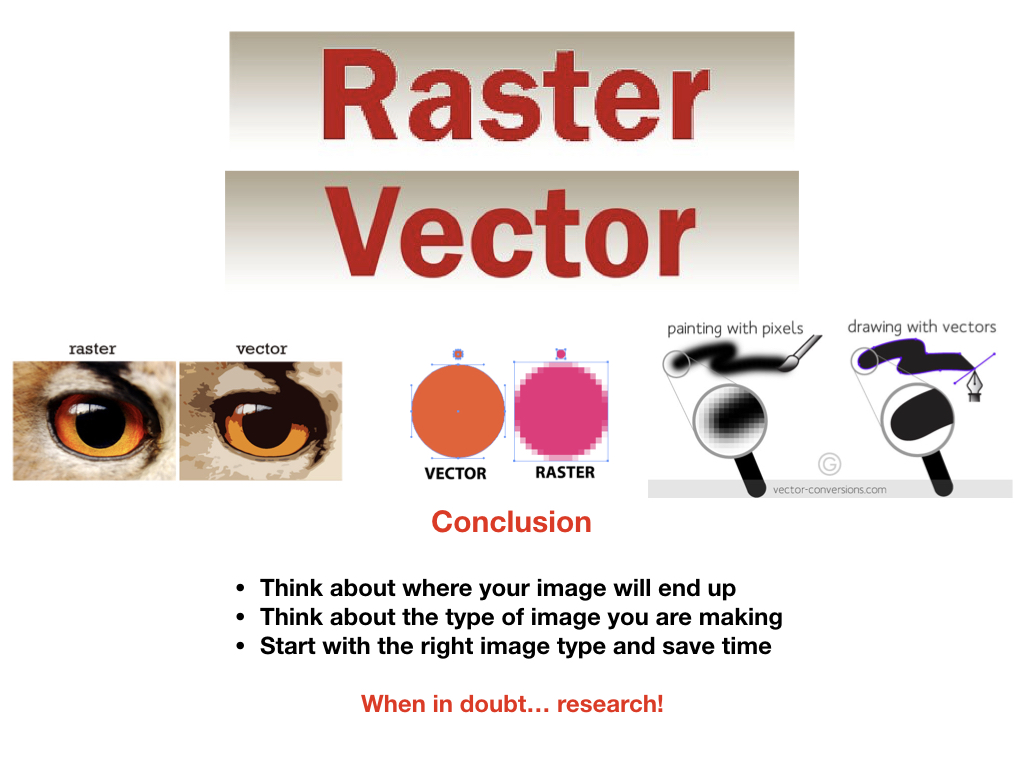 Raster
Vector
raster
vector
VECTOR
RASTER
painting with pixels
drawing with vectors
G
vector-conversions.com
Conclusion
• Think about where your image will end up
• Think about the type of image you are making
• Start with the right image type and save time
When in doubt… research!